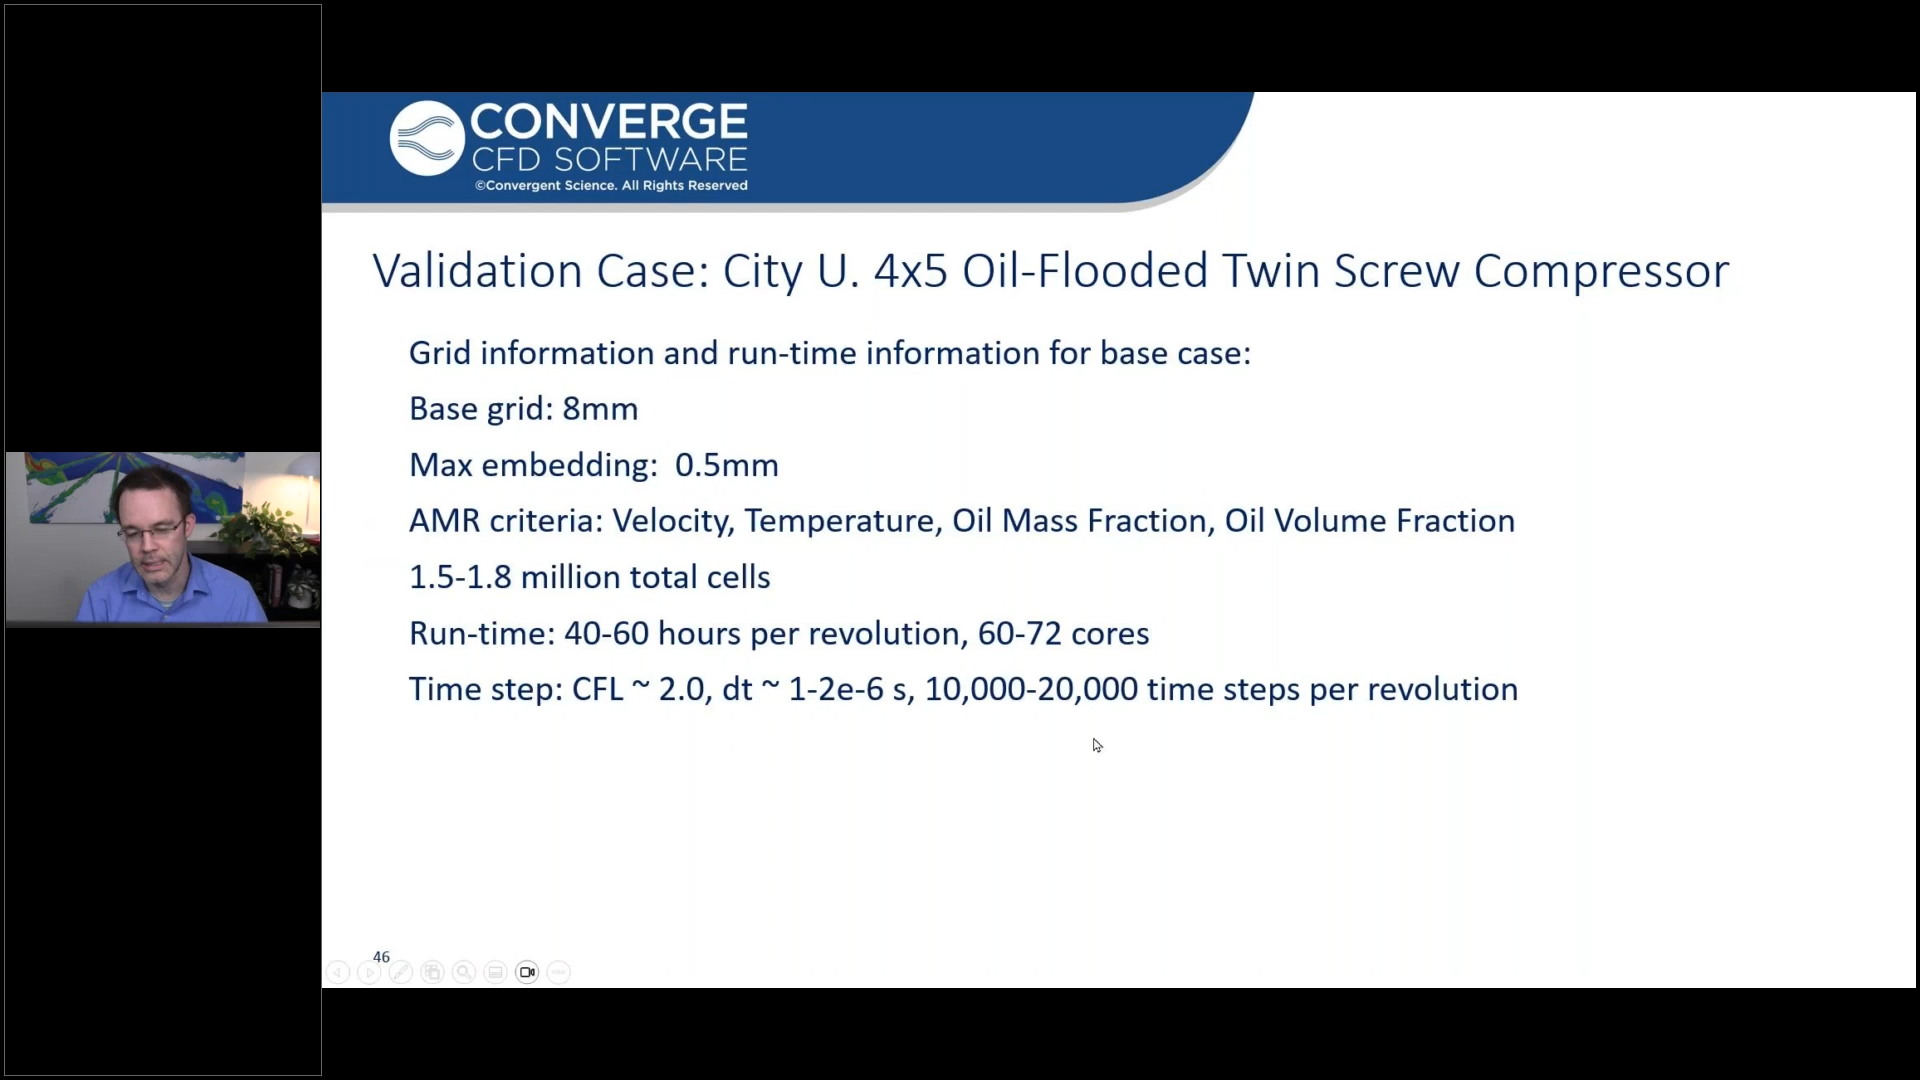 CONVERGE
CFD SOFTWARE
©Convergent Science. All Rights Reserved
Validation Case: City U. 4x5 Oil-Flooded Twin Screw Compressor
Grid information and run-time information for base case:
Base grid: 8mm
Max embedding:  0.5mm
AMR criteria: Velocity, Temperature, Oil Mass Fraction, Oil Volume Fraction
1.5-1.8 million total cells
Run-time: 40-60 hours per revolution, 60-72 cores
Time step: CFL ~ 2.0, dt ~ 1-2e-6 s, 10,000-20,000 time steps per revolution
46